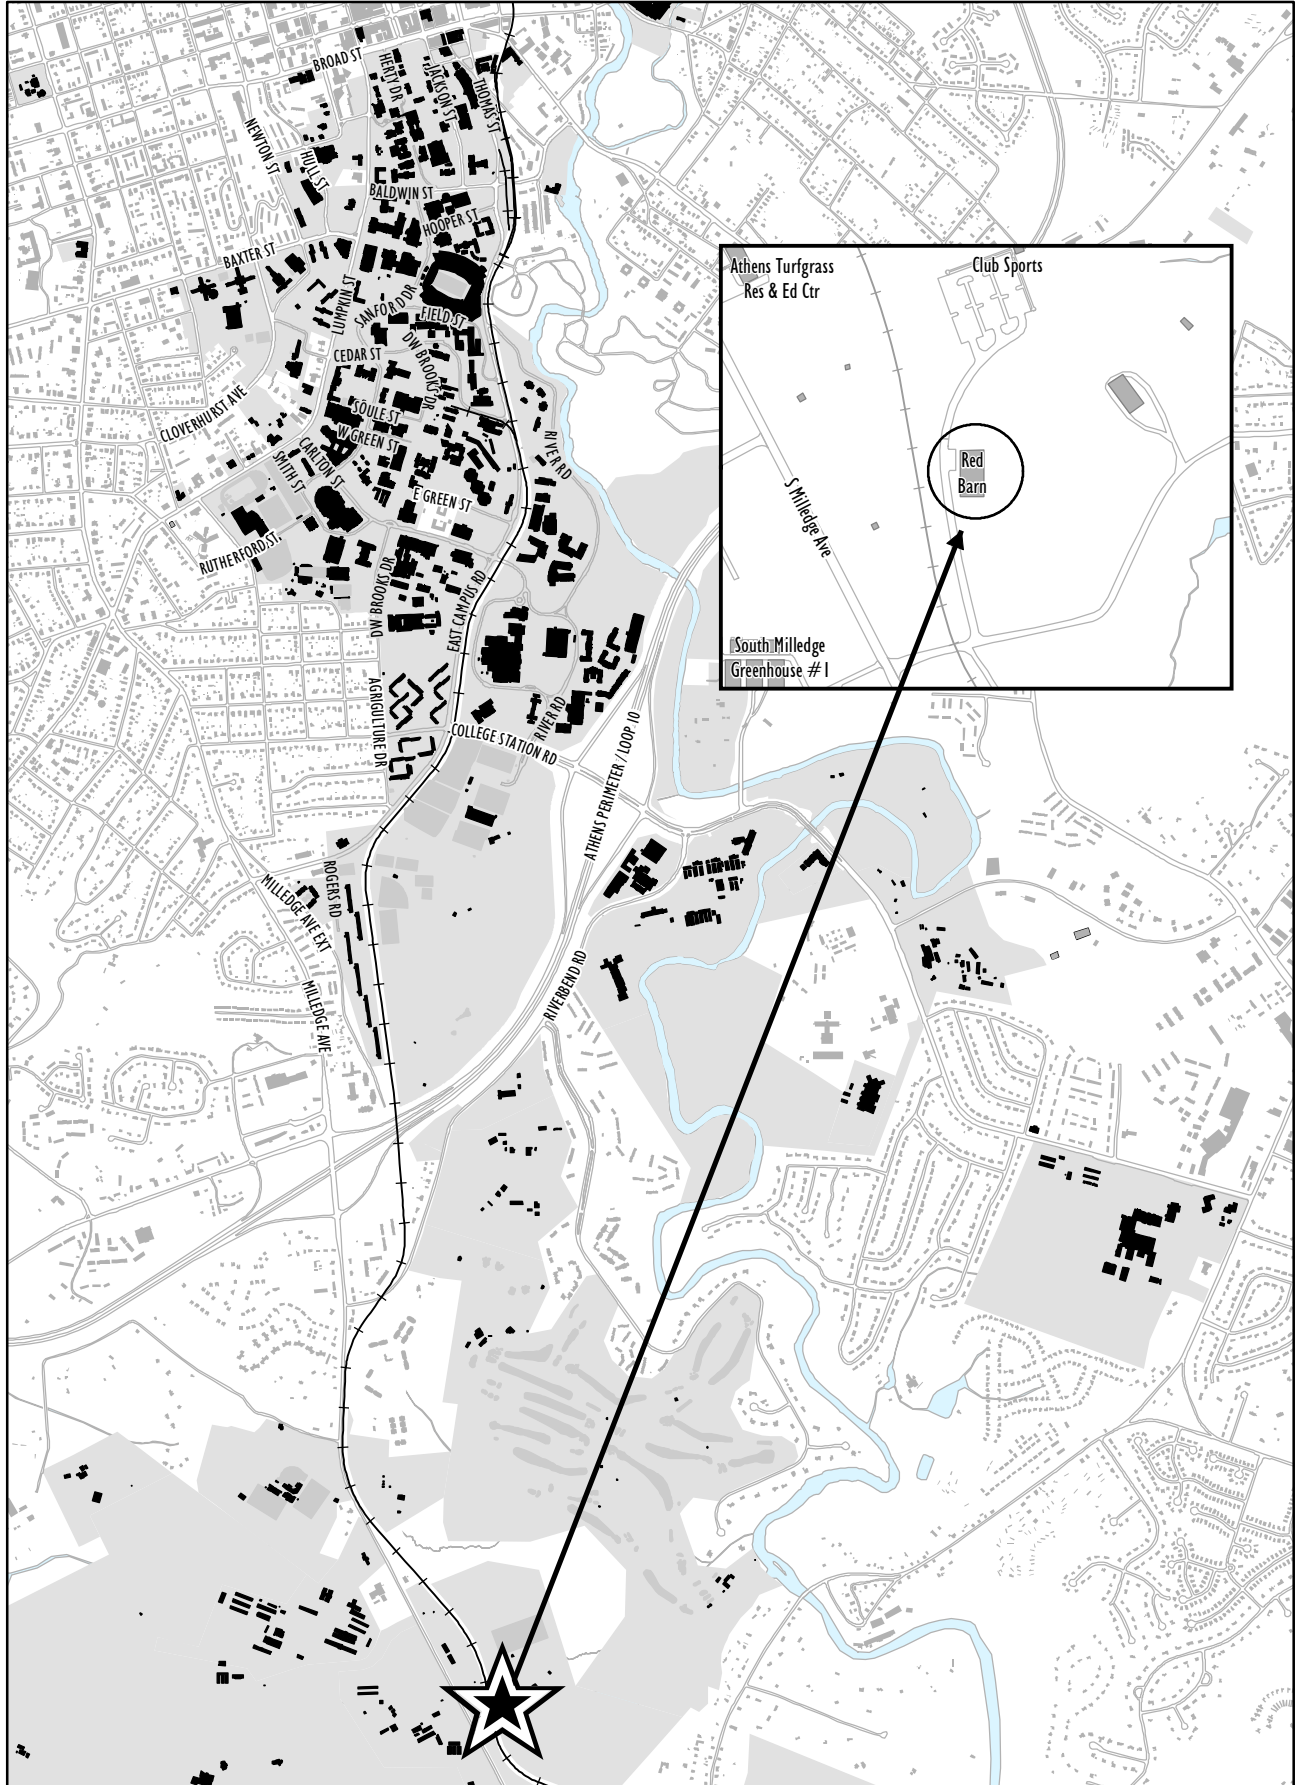 BROAD ST
HERTY DR
JACKSON ST
THOMAS ST
NEWTON ST
HULL ST
BALDWIN ST
HOOPER ST
BAXTER ST
LUMPKIN ST
SANFORD DR
FIELD ST
CEDAR ST
DW BROOKS DR
SOULE ST
W GREEN ST
CLOVERHURST AVE
CARLTON ST
SMITH ST
E GREEN ST
RIVER RD
RUTHERFORD ST
DW BROOKS DR
EAST CAMPUS RD
AGRIGULTURE DR
RIVER RD
COLLEGE STATION RD
ATHENS PERIMETER / LOOP 10
ROGERS RD
MILLEDGE AVE EXT
MILLEDGE AVE
RIVERBEND RD
Athens Turfgrass
Res & Ed Ctr
Club Sports
Red
Barn
S Milledge Ave
South Milledge
Greenhouse #1